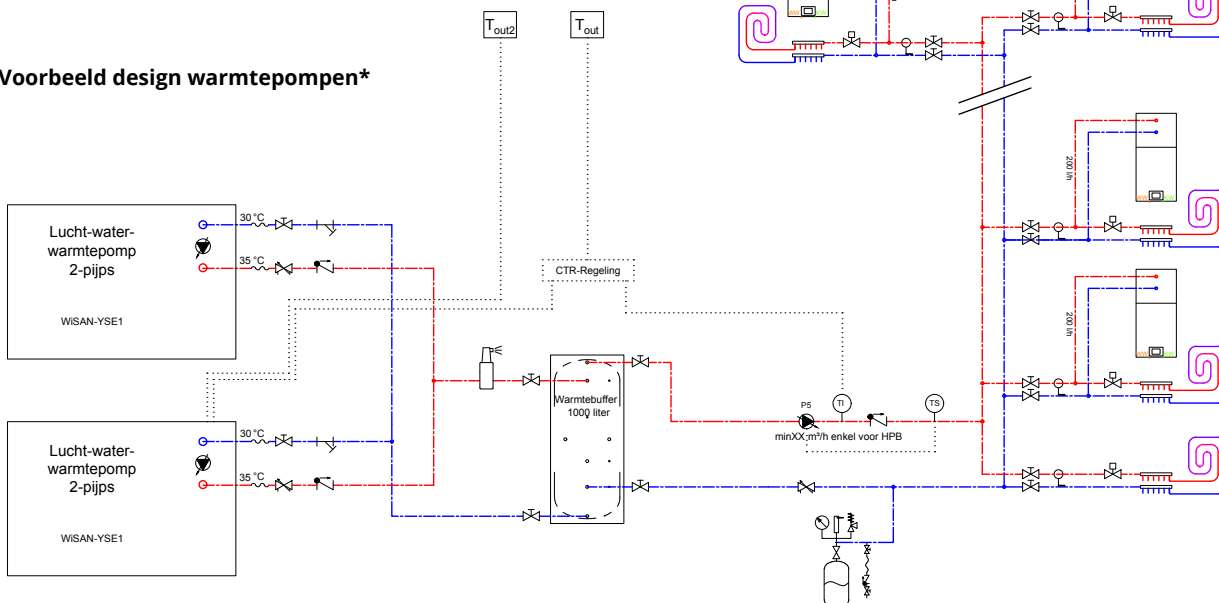 Tout2
Tout
Voorbeeld design warmtepompen*
200 l/h
30 °C
Lucht-water-
warmtepomp
2-pijps
35 °C
WiSAN-YSE1
CTR-Regeling
200 l/h
Warmtebuffer
1000 liter
P5
TI
TS
minXX;m³/h enkel voor HPB
30 °C
Lucht-water-
warmtepomp
2-pijps
35 °C
WiSAN-YSE1